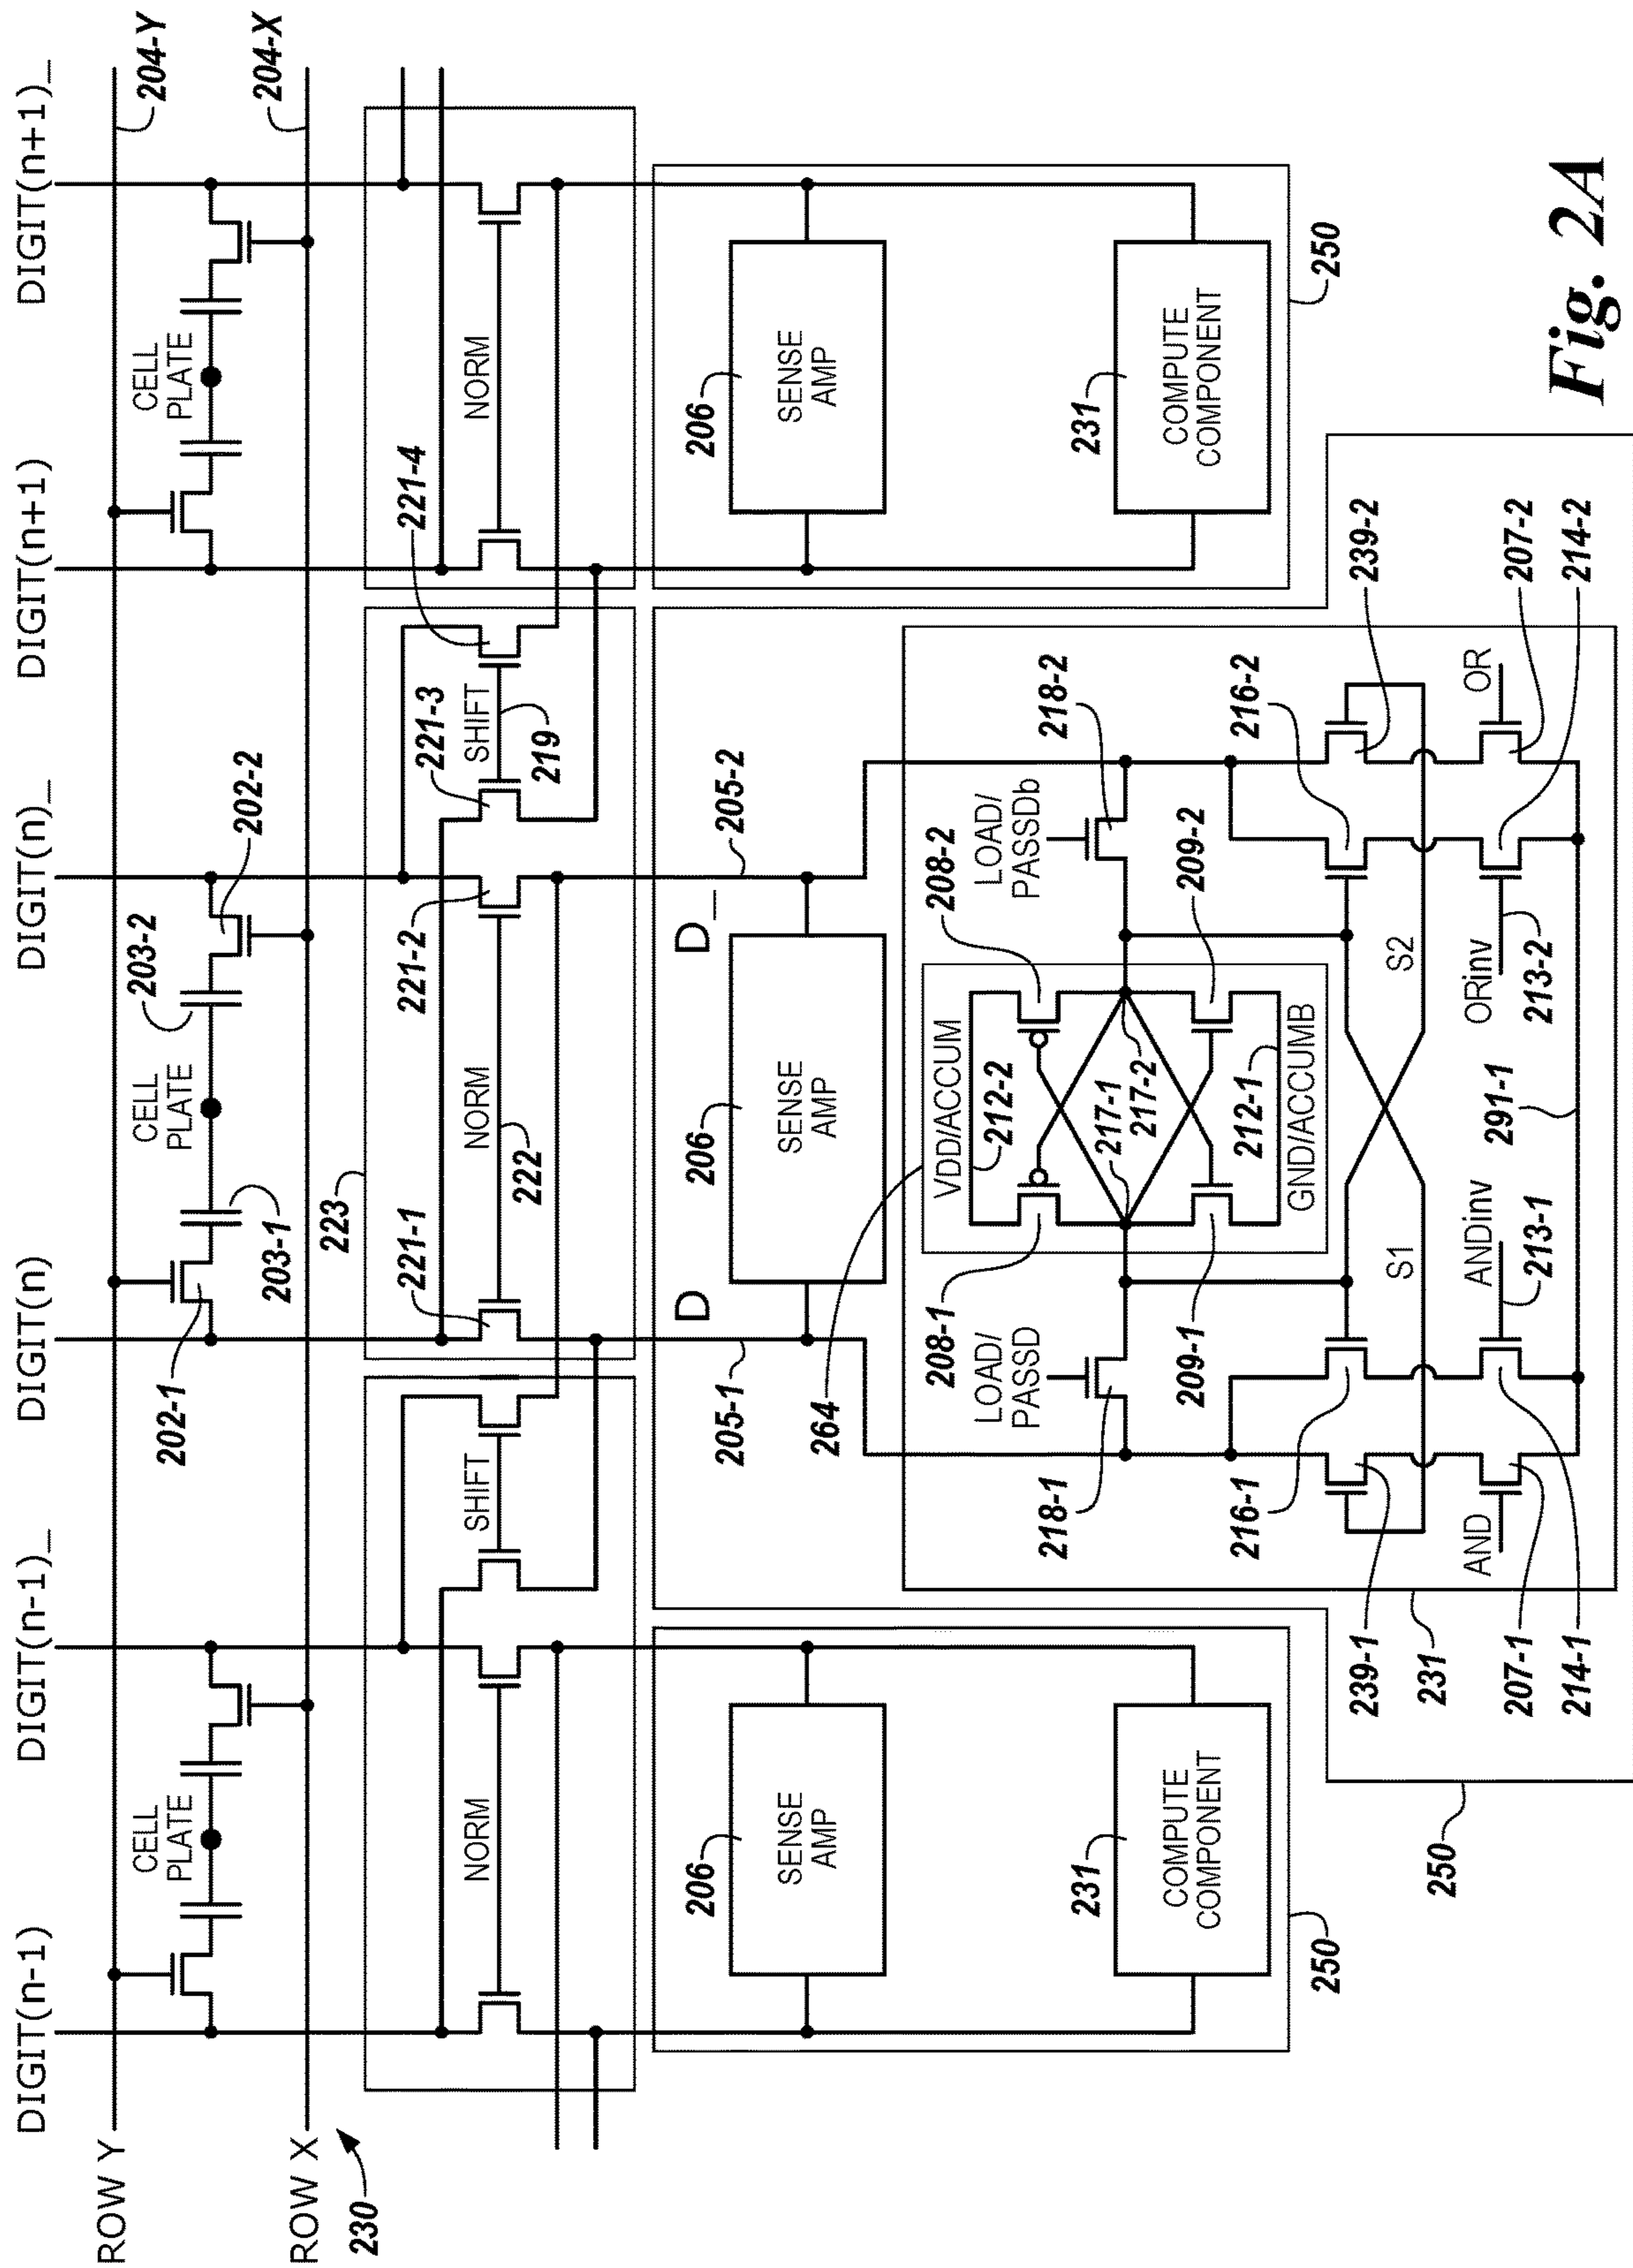 DIGIT(n-1)
DIGIT(n-1)_
DIGIT(n)
DIGIT(n)_
DIGIT(n+1)
DIGIT(n+1)_
ROW Y
204-Y
CELL
PLATE
202-1
203-1
CELL
PLATE
203-2
202-2
CELL
PLATE
ROW X
204-X
230
223
NORM
SHIFT
221-1
NORM
222
221-2
221-3
SHIFT
219
221-4
NORM
205-1
D
D_
205-2
206
SENSE
AMP
206
SENSE
AMP
206
SENSE
AMP
264
231
COMPUTE
COMPONENT
250
218-1
LOAD/
PASSD
208-1
VDD/ACCUM
212-2
208-2
LOAD/
PASSDb
218-2
217-1
217-2
209-1
212-1
GND/ACCUMB
209-2
231
COMPUTE
COMPONENT
250
216-1
216-2
239-1
S1
S2
239-2
231
AND
ANDinv
213-1
ORinv
213-2
OR
207-1
207-2
214-1
291-1
214-2
250
Fig. 2A